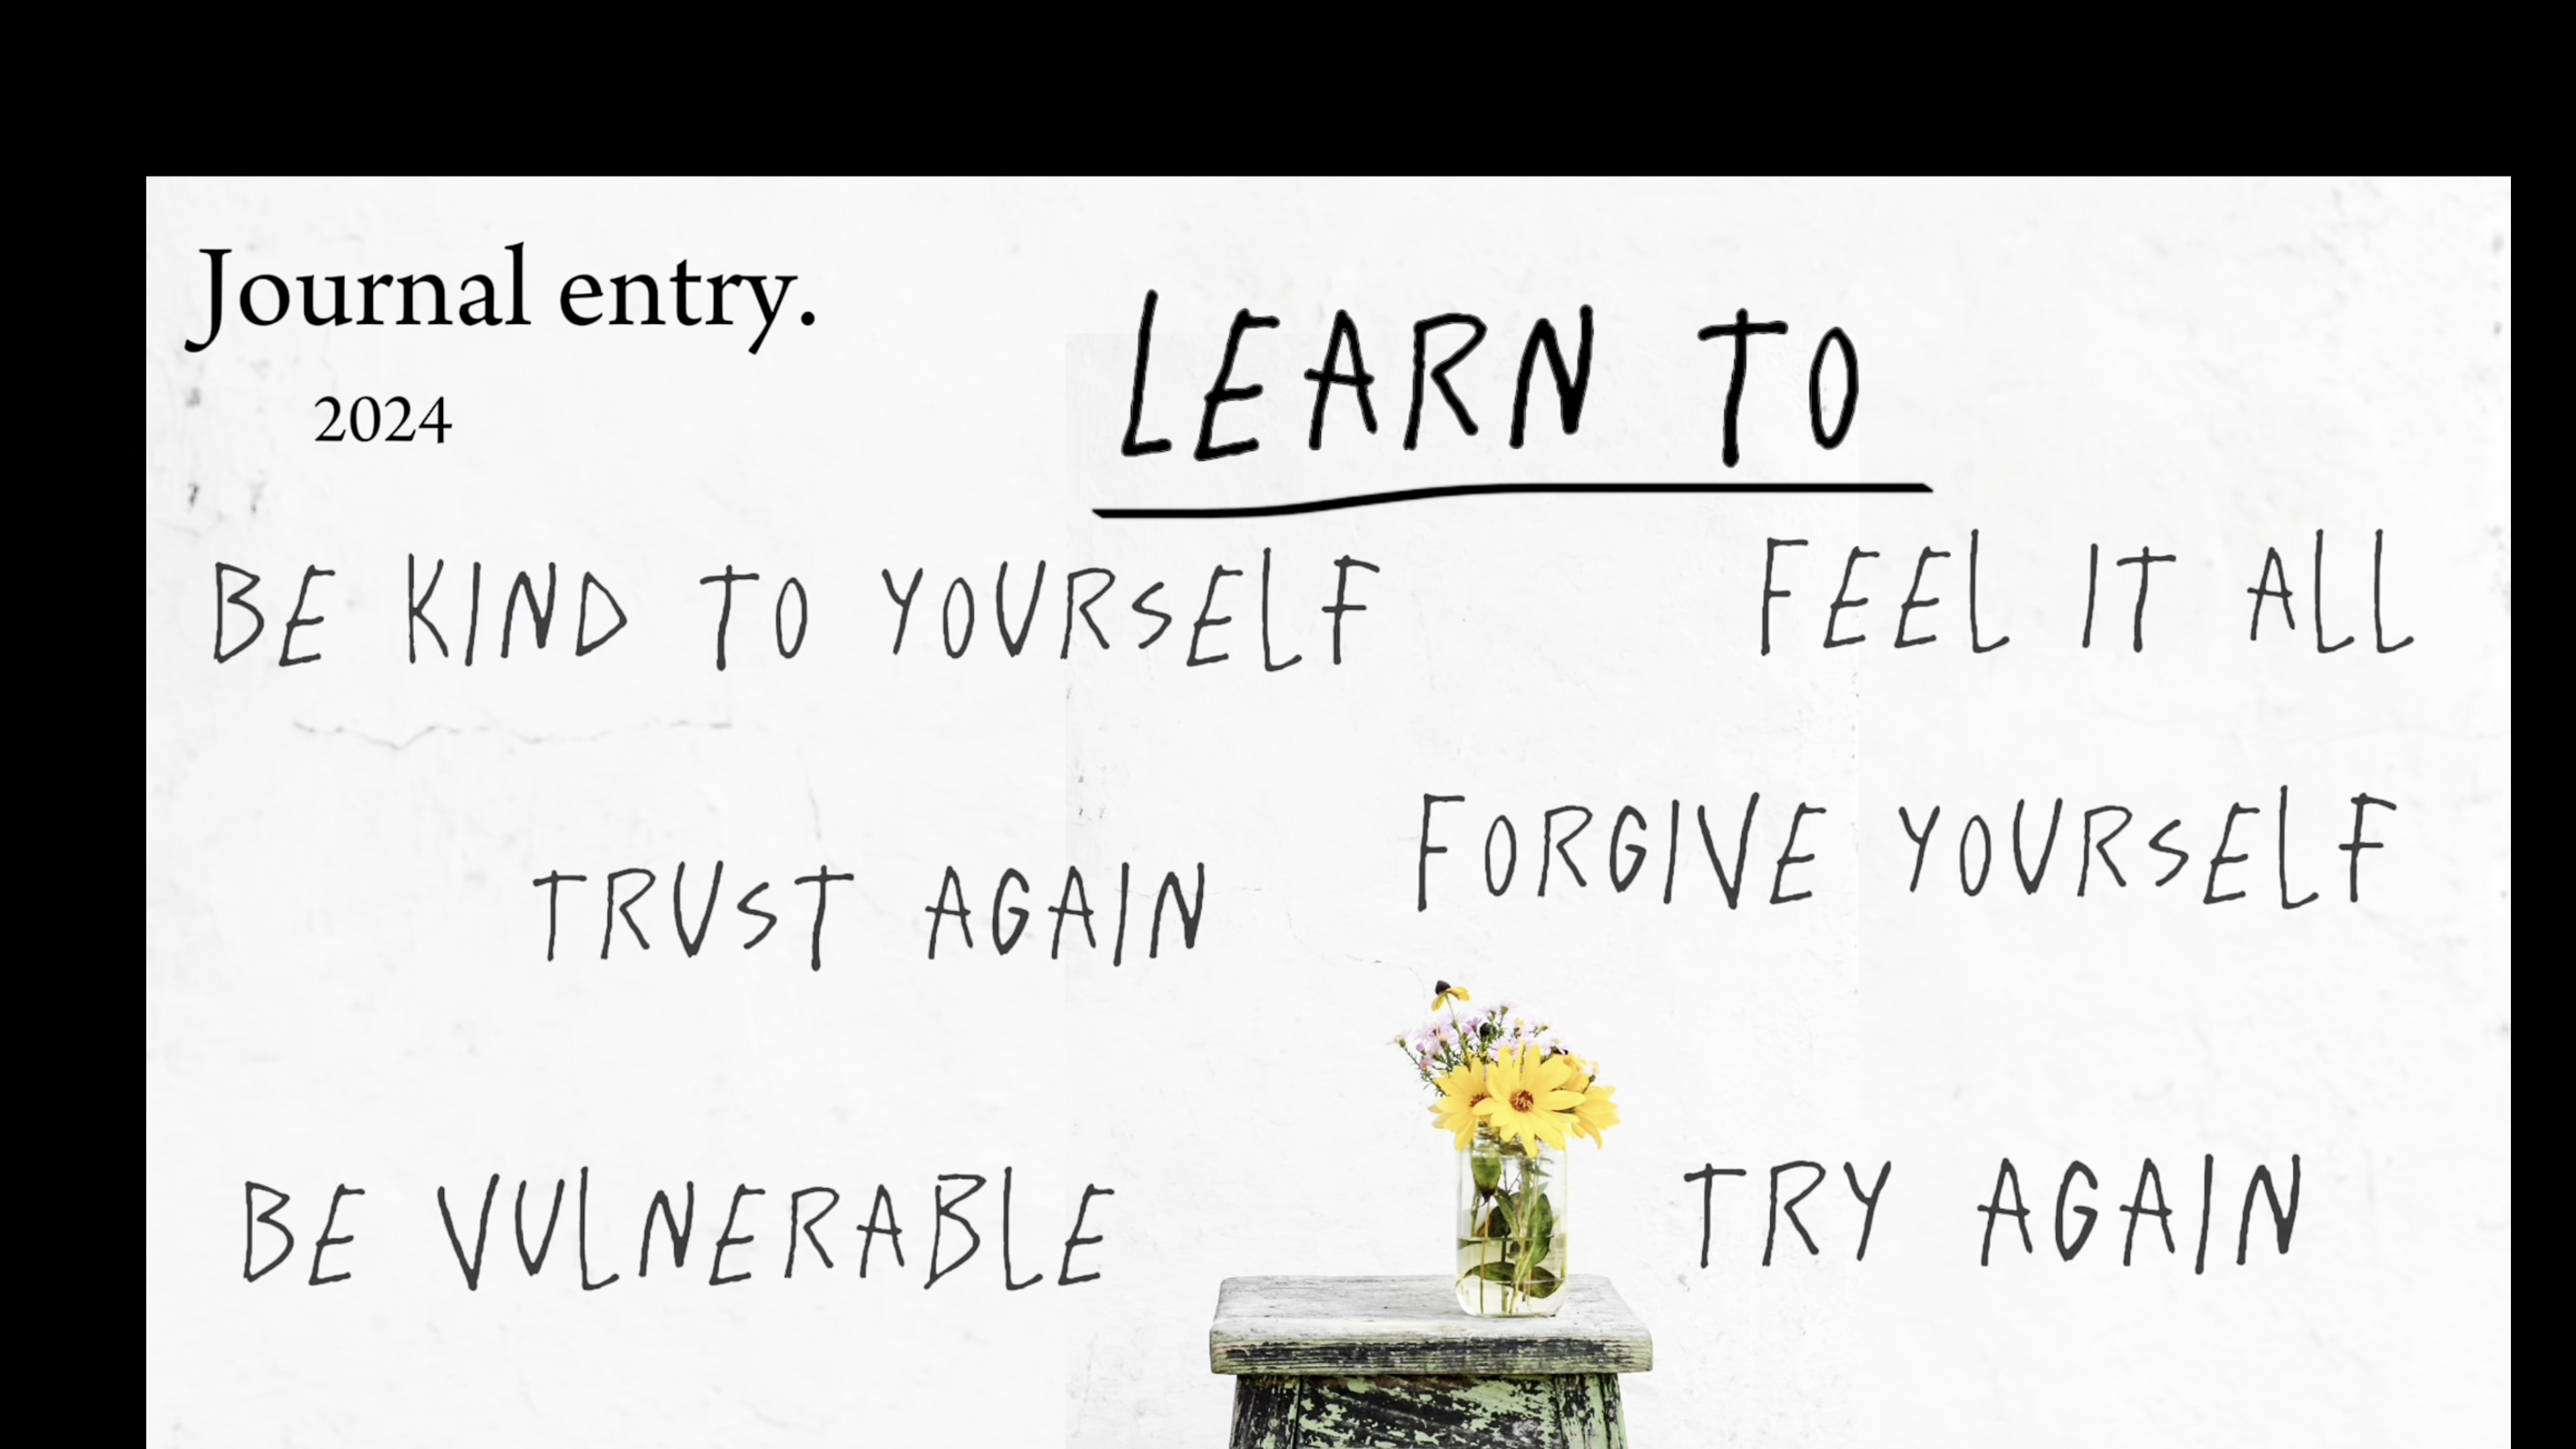 Journal entry.
2024
LEARN TO
BE KIND TO YOURSELF
FEEL IT ALL
TRUST AGAIN
FORGIVE YOURSELF
BE VULNERABLE
TRY AGAIN